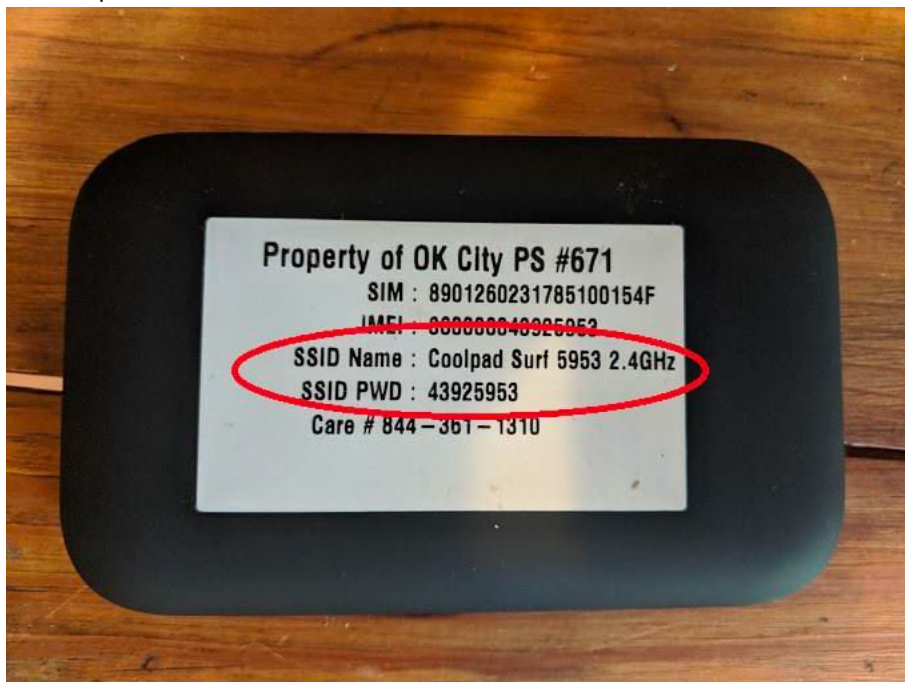 Property of OK City PS #671
SIM : 8901260231785100154F
IMEI :
SSID Name : Coolpad Surf 5953 2.4GHz
SSID PWD : 43925953
Care # 844-361-1310